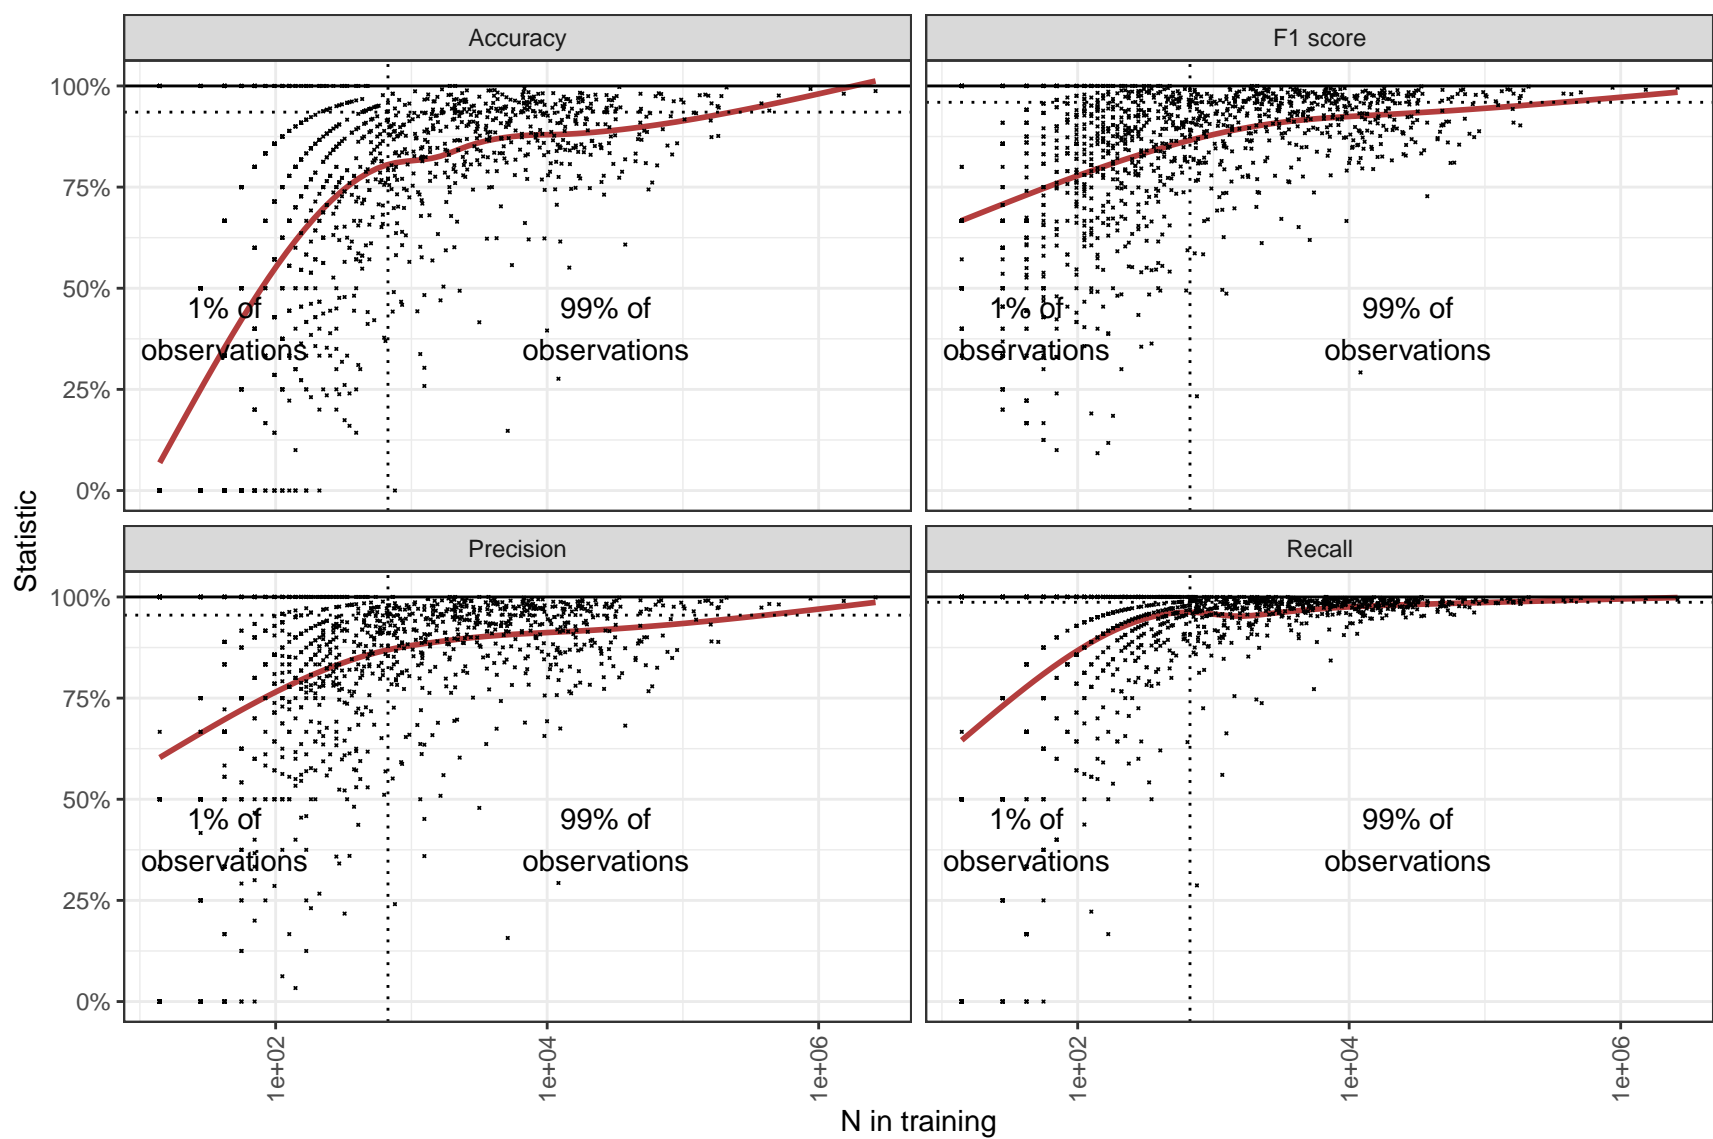 Accuracy
F1 score
100%
75%
50%
25%
0%
1% of
observations
99% of
observations
1% of
observations
99% of
observations
Statistic
Precision
Recall
100%
75%
50%
25%
0%
1% of
observations
99% of
observations
1% of
observations
99% of
observations
1e+02
1e+04
1e+06
1e+02
1e+04
1e+06
N in training